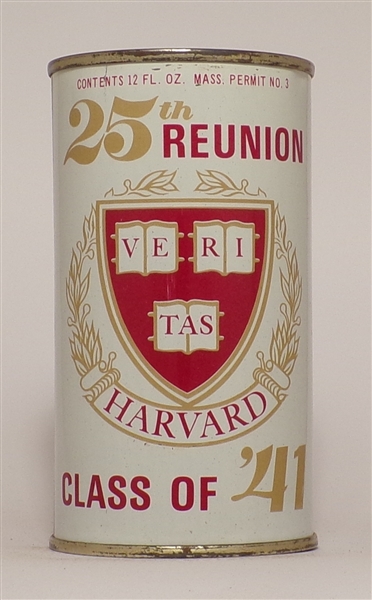 CONTENTS 12 FL. OZ. MASS. PERMIT NO. 3
25th
REUNION
VE RI
TAS
HARVARD
CLASS OF '41